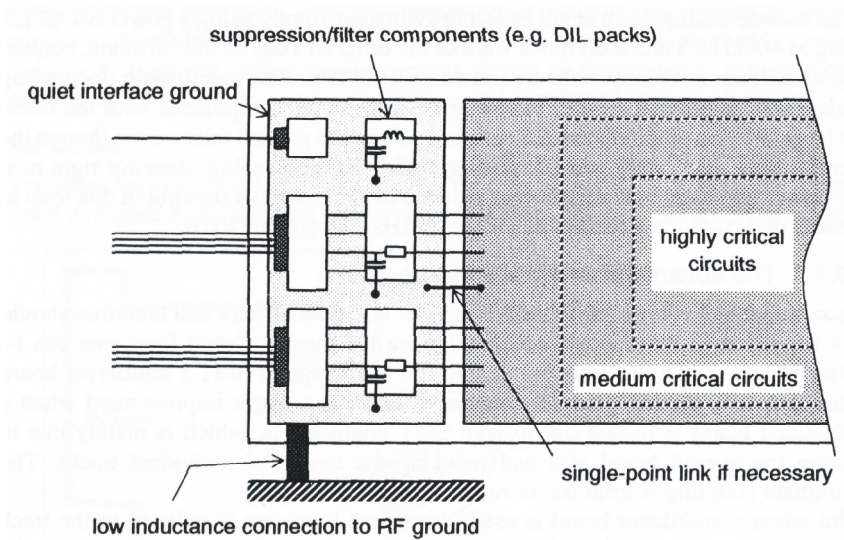 suppression/filter components (e.g. DIL packs)
quiet interface ground
highly critical
circuits
medium critical circuits
single-point link if necessary
low inductance connection to RF ground